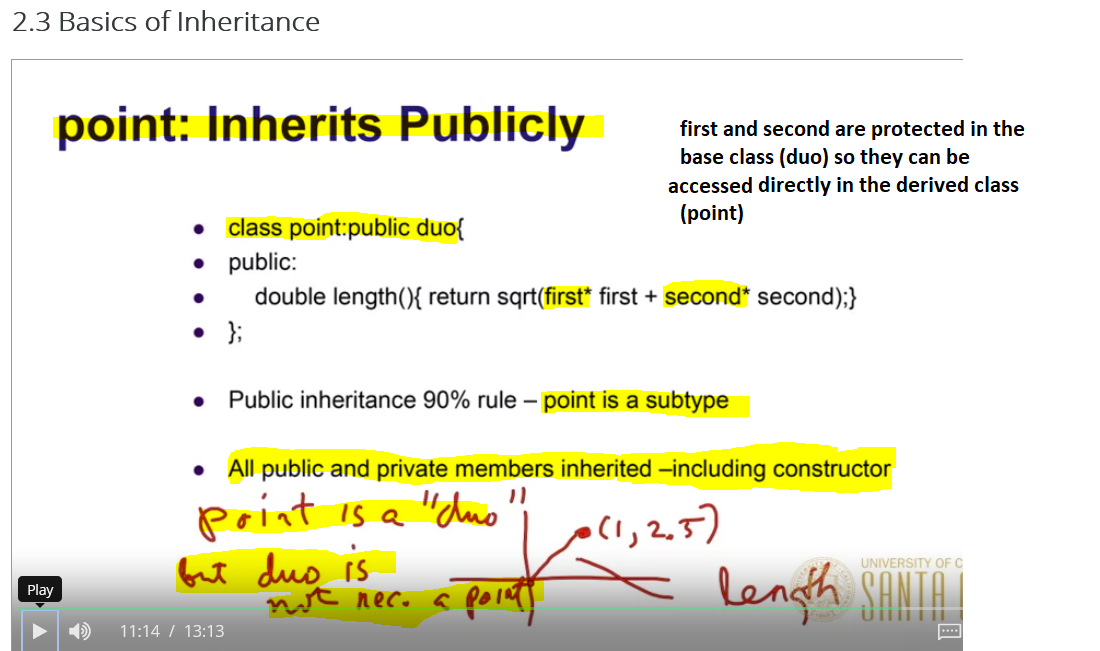 2.3 Basics of Inheritance
point: Inherits Publicly
first and second are protected in the
base class (duo) so they can be
accessed directly in the derived class
(point)
• class point:public duo{
• public:
• double length(){ return sqrt(first* first + second* second);}
• };
• Public inheritance 90% rule – point is a subtype
• All public and private members inherited –including constructor
point is a "duo"
(1, 2.5)
but duo is
not nec. a point
length
UNIVERSITY OF
SANTA
Play
11:14 / 13:13